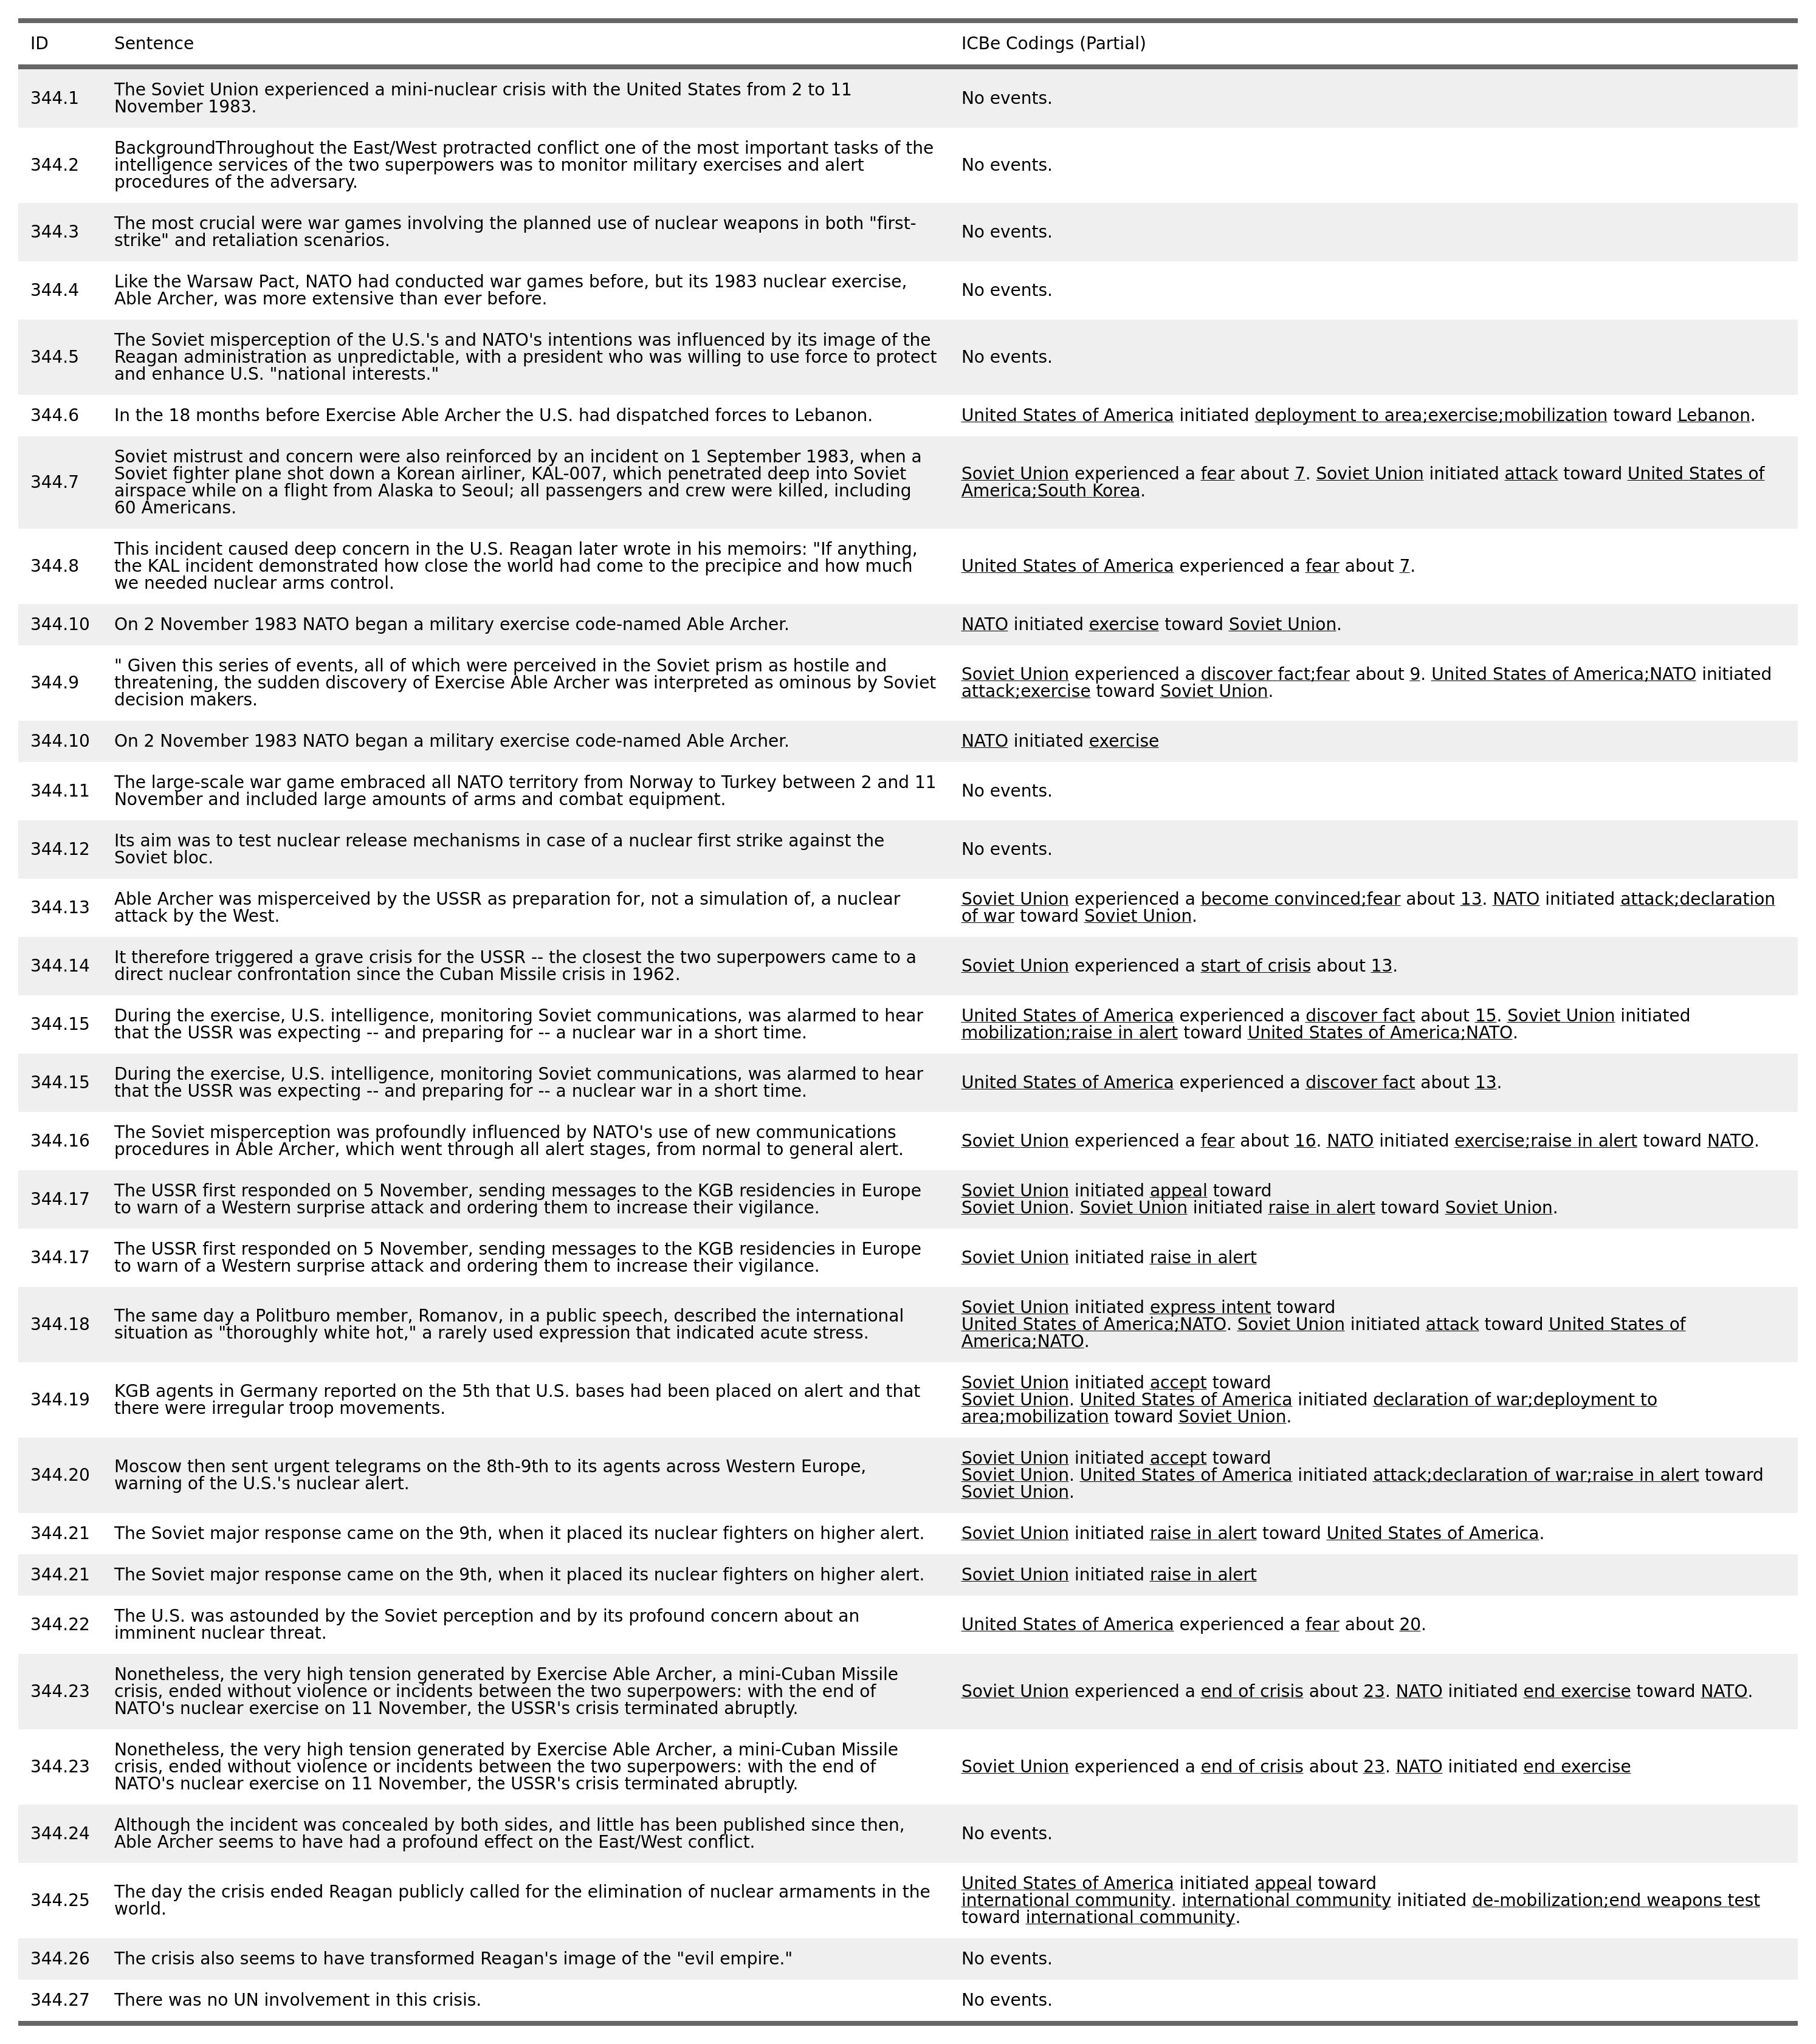 ID Sentence ICBe Codings (Partial)
344.1 The Soviet Union experienced a mini-nuclear crisis with the United States from 2 to 11
November 1983.
No events.
344.2 BackgroundThroughout the East/West protracted conflict one of the most important tasks of the
intelligence services of the two superpowers was to monitor military exercises and alert
procedures of the adversary.
No events.
344.3 The most crucial were war games involving the planned use of nuclear weapons in both "first-
strike" and retaliation scenarios.
No events.
344.4 Like the Warsaw Pact, NATO had conducted war games before, but its 1983 nuclear exercise,
Able Archer, was more extensive than ever before.
No events.
344.5 The Soviet misperception of the U.S.'s and NATO's intentions was influenced by its image of the
Reagan administration as unpredictable, with a president who was willing to use force to protect
and enhance U.S. "national interests."
No events.
344.6 In the 18 months before Exercise Able Archer the U.S. had dispatched forces to Lebanon.
United States of America initiated deployment to area;exercise;mobilization toward Lebanon.
344.7 Soviet mistrust and concern were also reinforced by an incident on 1 September 1983, when a
Soviet fighter plane shot down a Korean airliner, KAL-007, which penetrated deep into Soviet
airspace while on a flight from Alaska to Seoul; all passengers and crew were killed, including
60 Americans.
Soviet Union experienced a fear about 7. Soviet Union initiated attack toward United States of
America;South Korea.
344.8 This incident caused deep concern in the U.S. Reagan later wrote in his memoirs: "If anything,
the KAL incident demonstrated how close the world had come to the precipice and how much
we needed nuclear arms control.
United States of America experienced a fear about 7.
344.10 On 2 November 1983 NATO began a military exercise code-named Able Archer.
NATO initiated exercise toward Soviet Union.
344.9 " Given this series of events, all of which were perceived in the Soviet prism as hostile and
threatening, the sudden discovery of Exercise Able Archer was interpreted as ominous by Soviet
decision makers.
Soviet Union experienced a discover fact;fear about 9. United States of America;NATO initiated
attack;exercise toward Soviet Union.
344.10 On 2 November 1983 NATO began a military exercise code-named Able Archer.
NATO initiated exercise
344.11 The large-scale war game embraced all NATO territory from Norway to Turkey between 2 and 11
November and included large amounts of arms and combat equipment.
No events.
344.12 Its aim was to test nuclear release mechanisms in case of a nuclear first strike against the
Soviet bloc.
No events.
344.13 Able Archer was misperceived by the USSR as preparation for, not a simulation of, a nuclear
attack by the West.
Soviet Union experienced a become convinced;fear about 13. NATO initiated attack;declaration
of war toward Soviet Union.
344.14 It therefore triggered a grave crisis for the USSR -- the closest the two superpowers came to a
direct nuclear confrontation since the Cuban Missile crisis in 1962.
Soviet Union experienced a start of crisis about 13.
344.15 During the exercise, U.S. intelligence, monitoring Soviet communications, was alarmed to hear
that the USSR was expecting -- and preparing for -- a nuclear war in a short time.
United States of America experienced a discover fact about 15. Soviet Union initiated
mobilization;raise in alert toward United States of America;NATO.
344.15 During the exercise, U.S. intelligence, monitoring Soviet communications, was alarmed to hear
that the USSR was expecting -- and preparing for -- a nuclear war in a short time.
United States of America experienced a discover fact about 13.
344.16 The Soviet misperception was profoundly influenced by NATO's use of new communications
procedures in Able Archer, which went through all alert stages, from normal to general alert.
Soviet Union experienced a fear about 16. NATO initiated exercise;raise in alert toward NATO.
344.17 The USSR first responded on 5 November, sending messages to the KGB residencies in Europe
to warn of a Western surprise attack and ordering them to increase their vigilance.
Soviet Union initiated appeal toward
Soviet Union. Soviet Union initiated raise in alert toward Soviet Union.
344.17 The USSR first responded on 5 November, sending messages to the KGB residencies in Europe
to warn of a Western surprise attack and ordering them to increase their vigilance.
Soviet Union initiated raise in alert
344.18 The same day a Politburo member, Romanov, in a public speech, described the international
situation as "thoroughly white hot," a rarely used expression that indicated acute stress.
Soviet Union initiated express intent toward
United States of America;NATO. Soviet Union initiated attack toward United States of
America;NATO.
344.19 KGB agents in Germany reported on the 5th that U.S. bases had been placed on alert and that
there were irregular troop movements.
Soviet Union initiated accept toward
Soviet Union. United States of America initiated declaration of war;deployment to
area;mobilization toward Soviet Union.
344.20 Moscow then sent urgent telegrams on the 8th-9th to its agents across Western Europe,
warning of the U.S.'s nuclear alert.
Soviet Union initiated accept toward
Soviet Union. United States of America initiated attack;declaration of war;raise in alert toward
Soviet Union.
344.21 The Soviet major response came on the 9th, when it placed its nuclear fighters on higher alert.
Soviet Union initiated raise in alert toward United States of America.
344.21 The Soviet major response came on the 9th, when it placed its nuclear fighters on higher alert.
Soviet Union initiated raise in alert
344.22 The U.S. was astounded by the Soviet perception and by its profound concern about an
imminent nuclear threat.
United States of America experienced a fear about 20.
344.23 Nonetheless, the very high tension generated by Exercise Able Archer, a mini-Cuban Missile
crisis, ended without violence or incidents between the two superpowers: with the end of
NATO's nuclear exercise on 11 November, the USSR's crisis terminated abruptly.
Soviet Union experienced a end of crisis about 23. NATO initiated end exercise toward NATO.
344.23 Nonetheless, the very high tension generated by Exercise Able Archer, a mini-Cuban Missile
crisis, ended without violence or incidents between the two superpowers: with the end of
NATO's nuclear exercise on 11 November, the USSR's crisis terminated abruptly.
Soviet Union experienced a end of crisis about 23. NATO initiated end exercise
344.24 Although the incident was concealed by both sides, and little has been published since then,
Able Archer seems to have had a profound effect on the East/West conflict.
No events.
344.25 The day the crisis ended Reagan publicly called for the elimination of nuclear armaments in the
world.
United States of America initiated appeal toward
international community. international community initiated de-mobilization;end weapons test
toward international community.
344.26 The crisis also seems to have transformed Reagan's image of the "evil empire."
No events.
344.27 There was no UN involvement in this crisis.
No events.